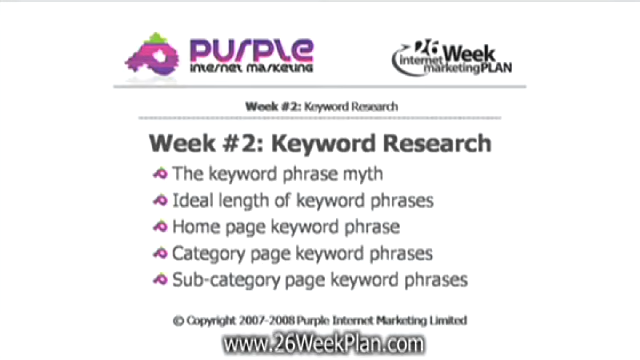 PURPLE
internet marketing
26 Week
internet
marketingPLAN
Week #2: Keyword Research
Week #2: Keyword Research
The keyword phrase myth
Ideal length of keyword phrases
Home page keyword phrase
Category page keyword phrases
Sub-category page keyword phrases
© Copyright 2007-2008 Purple Internet Marketing Limited
www.26WeekPlan.com